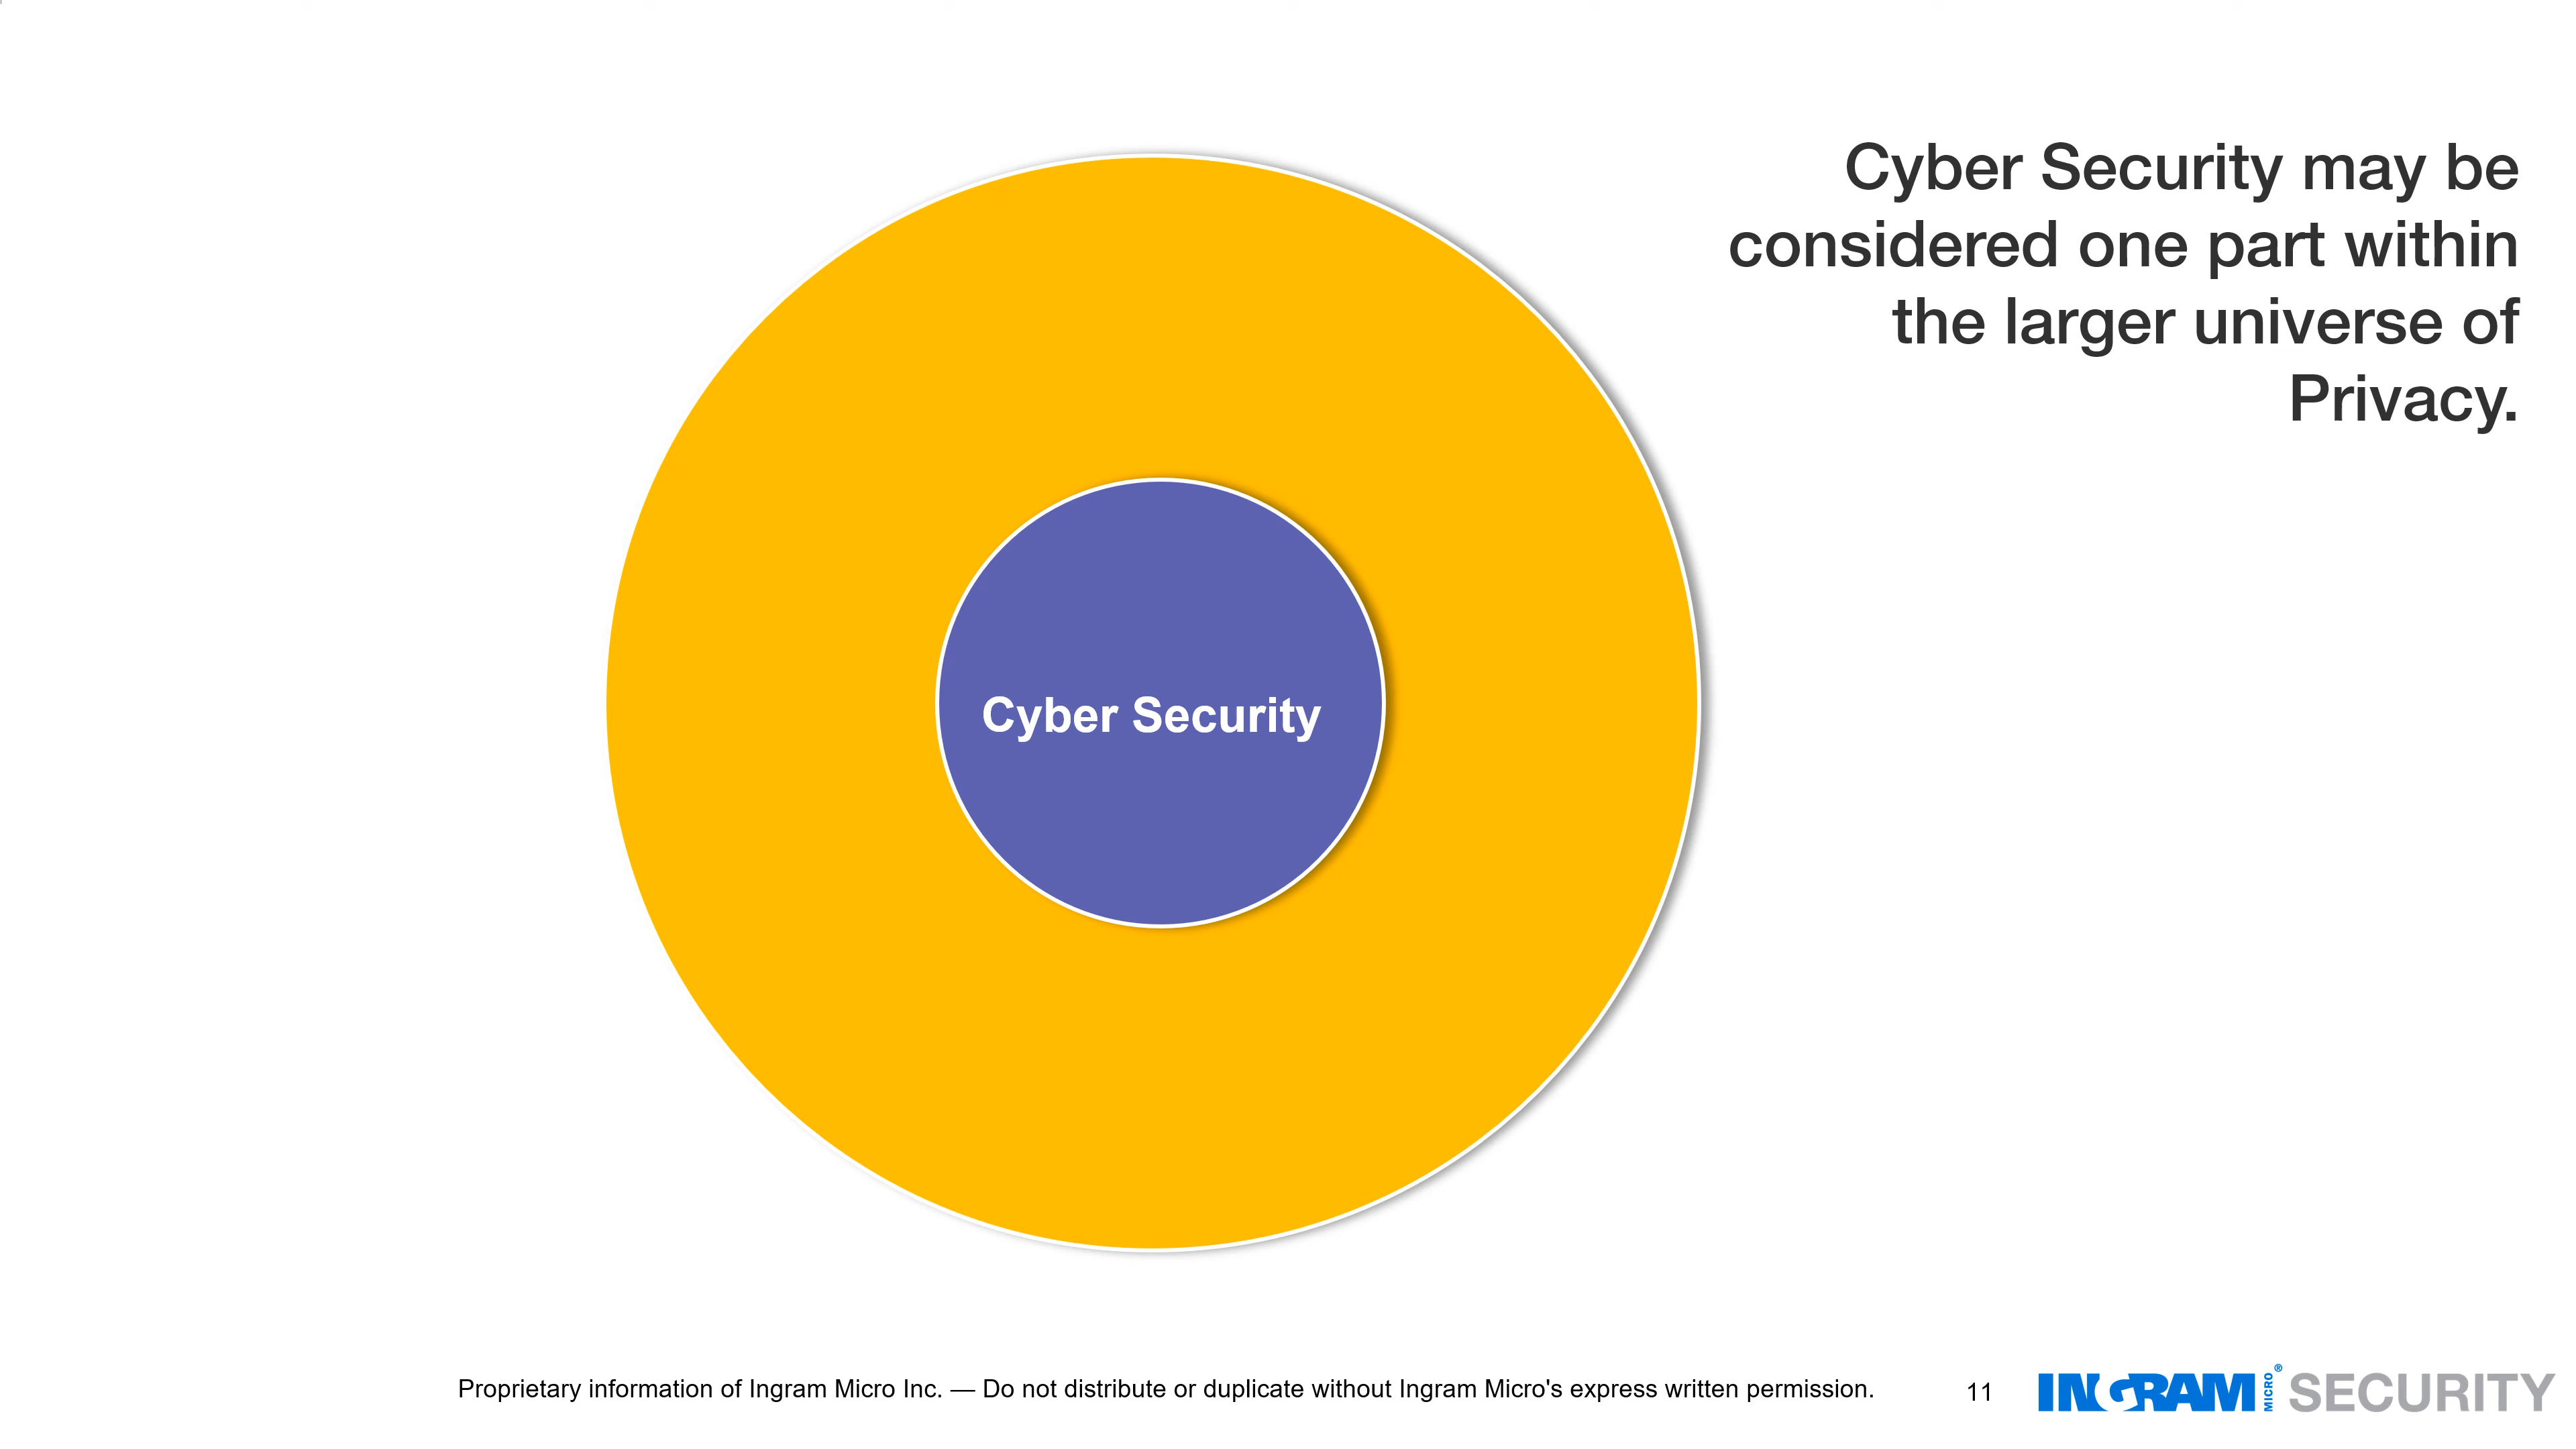 Cyber Security may be
considered one part within
the larger universe of
Privacy.
Cyber Security
Proprietary information of Ingram Micro Inc. — Do not distribute or duplicate without Ingram Micro's express written permission.
11
INGRAM MICRO® SECURITY